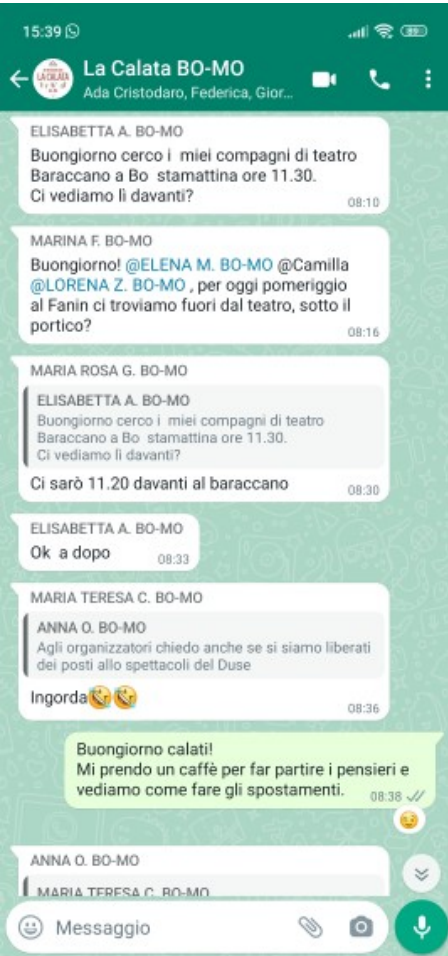 15:39
La Calata BO-MO
Ada Cristodaro, Federica, Gior...
ELISABETTA A. BO-MO
Buongiorno cerco i miei compagni di teatro
Baraccano a Bo stamattina ore 11.30.
Ci vediamo lì davanti?
08:10
MARINA F. BO-MO
Buongiorno! @ELENA M. BO-MO @Camilla
@LORENA Z. BO-MO , per oggi pomeriggio
al Fanin ci troviamo fuori dal teatro, sotto il
portico?
08:16
MARIA ROSA G. BO-MO
ELISABETTA A. BO-MO
Buongiorno cerco i miei compagni di teatro
Baraccano a Bo stamattina ore 11.30.
Ci vediamo lì davanti?
Ci sarò 11.20 davanti al baraccano
08:30
ELISABETTA A. BO-MO
Ok a dopo
08:33
MARIA TERESA C. BO-MO
ANNA O. BO-MO
Agli organizzatori chiedo anche se si siamo liberati
dei posti allo spettacoli del Duse
Ingorda🤣🤣
08:36
Buongiorno calati!
Mi prendo un caffè per far partire i pensieri e
vediamo come fare gli spostamenti.
08:38
ANNA O. BO-MO
MARIA TERESA C. BO-MO
Messaggio